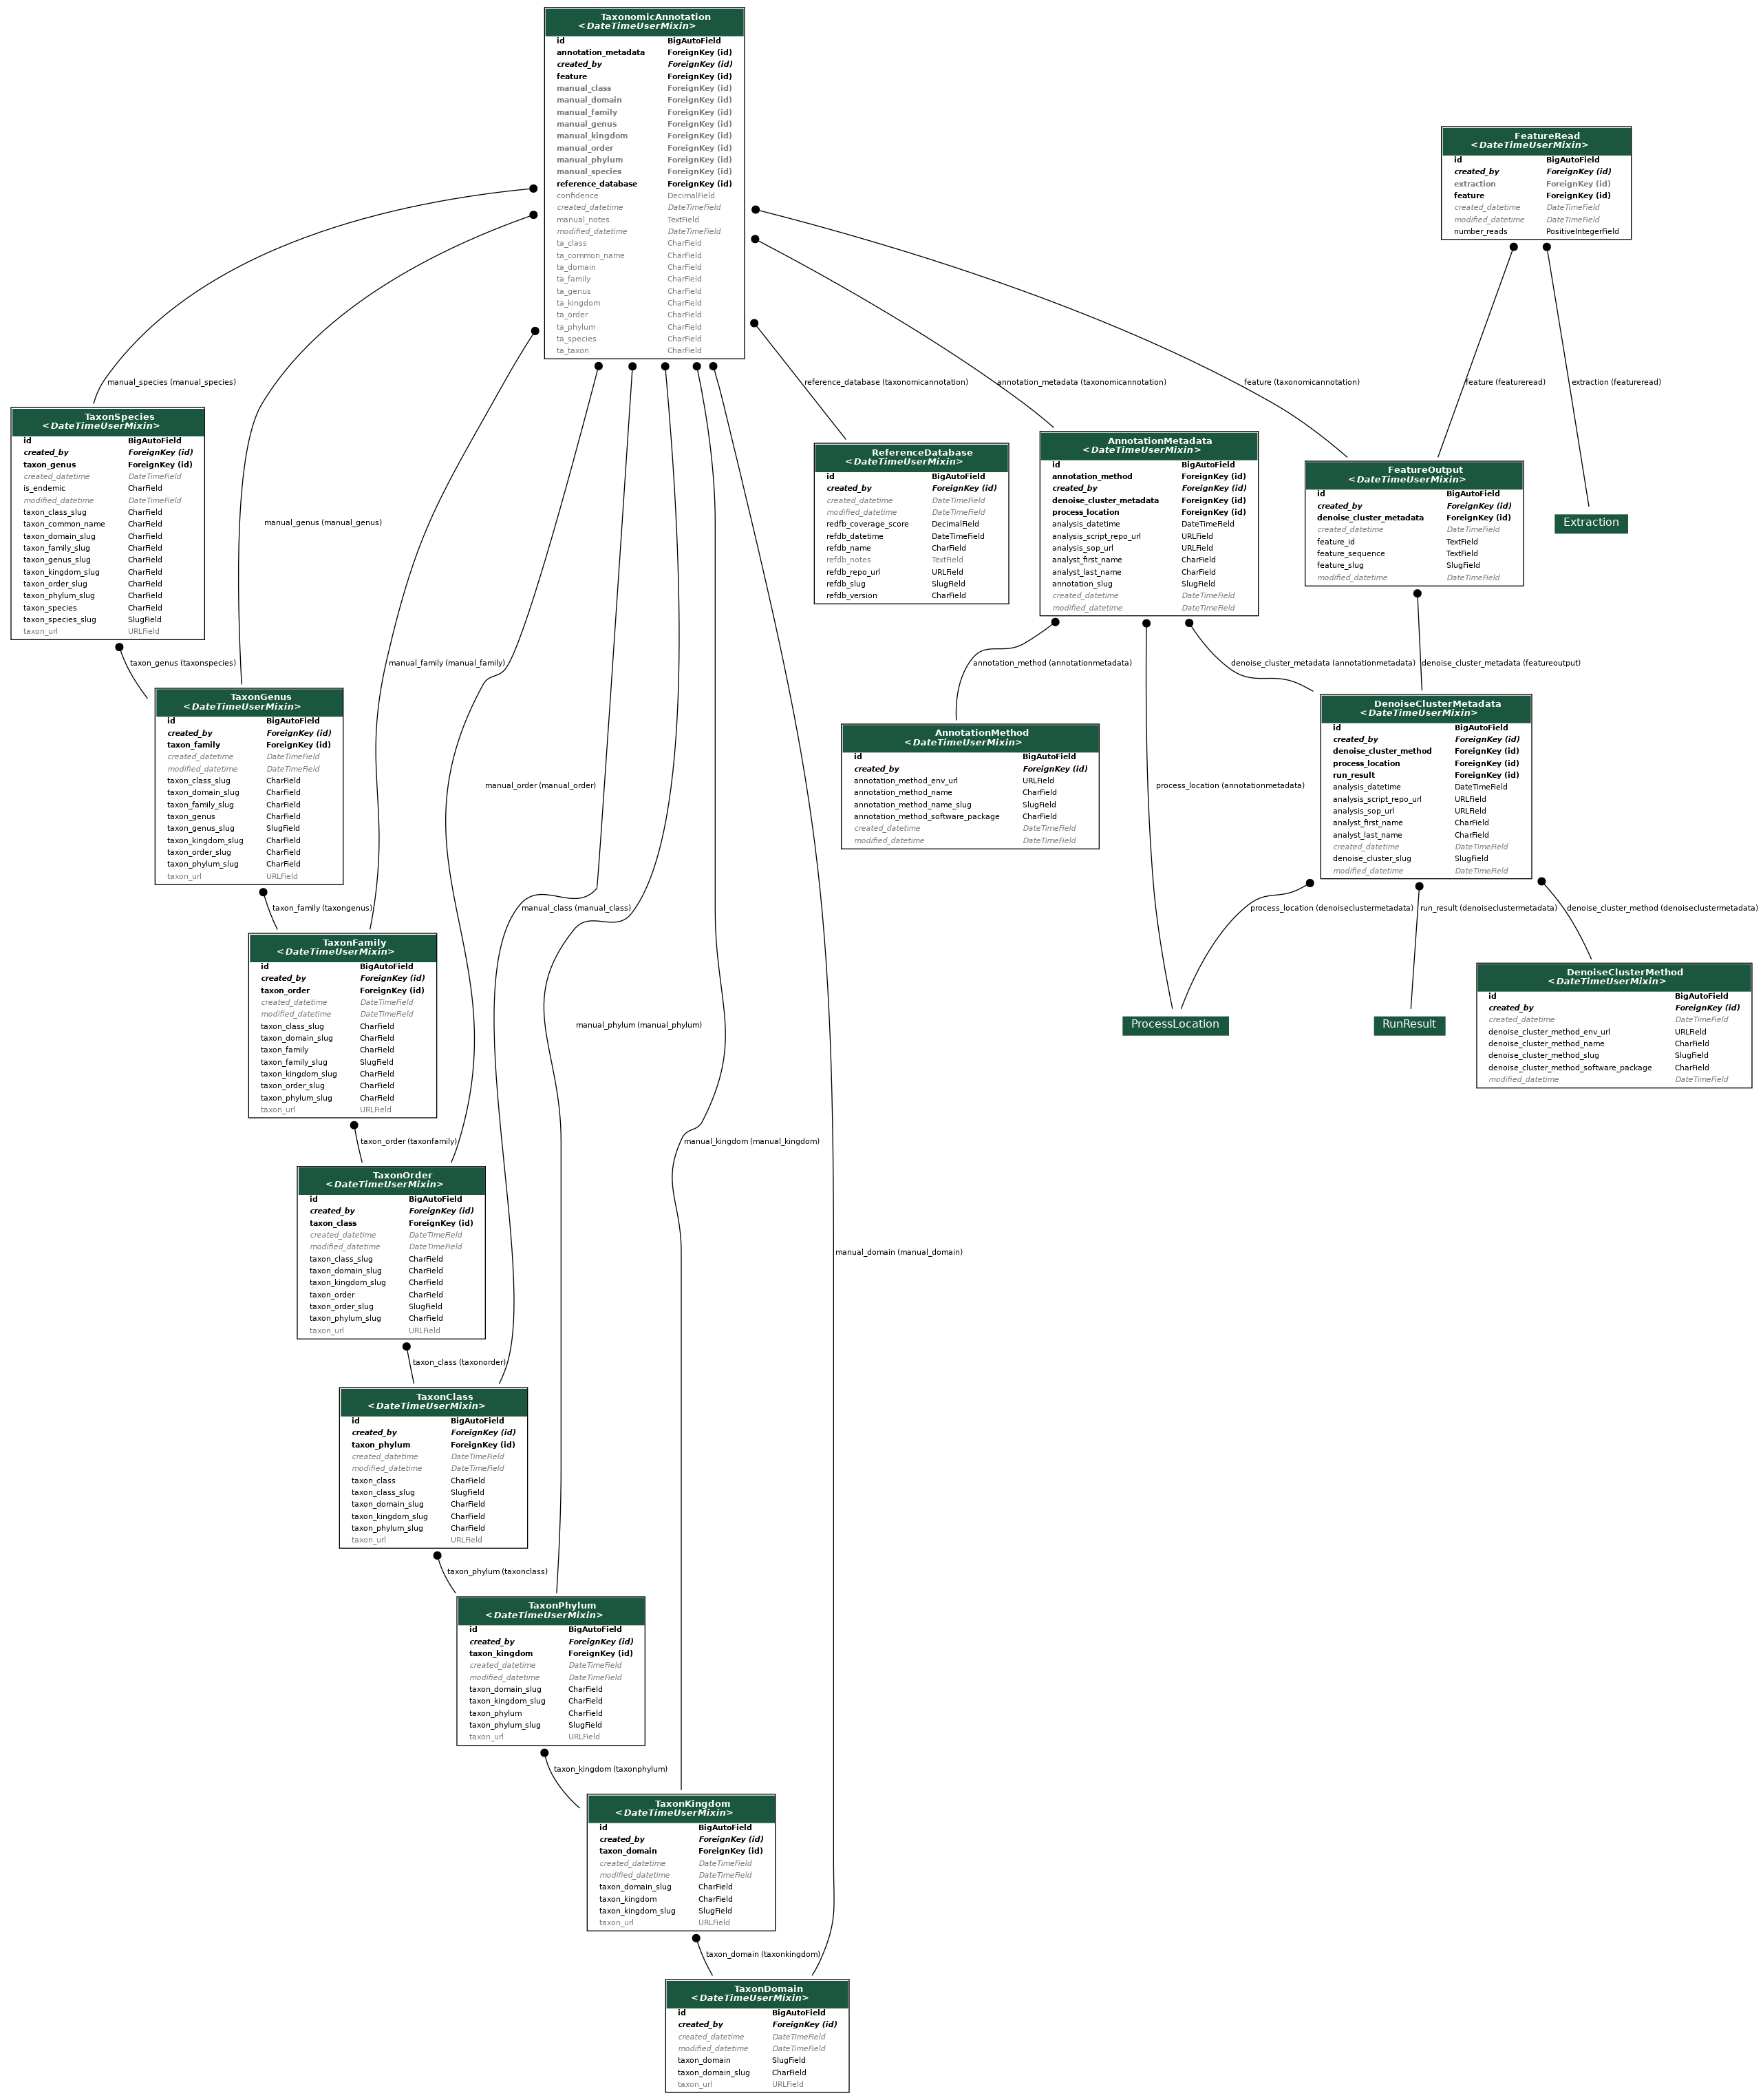 TaxonomicAnnotation
<DateTimeUserMixin>
id BigAutoField
annotation_metadata ForeignKey (id)
created_by ForeignKey (id)
feature ForeignKey (id)
manual_class ForeignKey (id)
manual_domain ForeignKey (id)
manual_family ForeignKey (id)
manual_genus ForeignKey (id)
manual_kingdom ForeignKey (id)
manual_order ForeignKey (id)
manual_phylum ForeignKey (id)
manual_species ForeignKey (id)
reference_database ForeignKey (id)
confidence DecimalField
created_datetime DateTimeField
manual_notes TextField
modified_datetime DateTimeField
ta_class CharField
ta_common_name CharField
ta_domain CharField
ta_family CharField
ta_genus CharField
ta_kingdom CharField
ta_order CharField
ta_phylum CharField
ta_species CharField
ta_taxon CharField
FeatureRead
<DateTimeUserMixin>
id BigAutoField
created_by ForeignKey (id)
extraction ForeignKey (id)
feature ForeignKey (id)
created_datetime DateTimeField
modified_datetime DateTimeField
number_reads PositiveIntegerField
manual_species (manual_species)
reference_database (taxonomicannotation)
annotation_metadata (taxonomicannotation)
feature (taxonomicannotation)
feature (featureread)
extraction (featureread)
TaxonSpecies
<DateTimeUserMixin>
id BigAutoField
created_by ForeignKey (id)
taxon_genus ForeignKey (id)
created_datetime DateTimeField
is_endemic CharField
modified_datetime DateTimeField
taxon_class_slug CharField
taxon_common_name CharField
taxon_domain_slug CharField
taxon_family_slug CharField
taxon_genus_slug CharField
taxon_kingdom_slug CharField
taxon_order_slug CharField
taxon_phylum_slug CharField
taxon_species CharField
taxon_species_slug SlugField
taxon_url URLField
manual_genus (manual_genus)
ReferenceDatabase
<DateTimeUserMixin>
id BigAutoField
created_by ForeignKey (id)
created_datetime DateTimeField
modified_datetime DateTimeField
redfb_coverage_score DecimalField
refdb_datetime DateTimeField
refdb_name CharField
refdb_notes TextField
refdb_repo_url URLField
refdb_slug SlugField
refdb_version CharField
AnnotationMetadata
<DateTimeUserMixin>
id BigAutoField
annotation_method ForeignKey (id)
created_by ForeignKey (id)
denoise_cluster_metadata ForeignKey (id)
process_location ForeignKey (id)
analysis_datetime DateTimeField
analysis_script_repo_url URLField
analysis_sop_url URLField
analyst_first_name CharField
analyst_last_name CharField
annotation_slug SlugField
created_datetime DateTimeField
modified_datetime DateTimeField
FeatureOutput
<DateTimeUserMixin>
id BigAutoField
created_by ForeignKey (id)
denoise_cluster_metadata ForeignKey (id)
created_datetime DateTimeField
feature_id TextField
feature_sequence TextField
feature_slug SlugField
modified_datetime DateTimeField
Extraction
taxon_genus (taxonspecies)
manual_family (manual_family)
annotation_method (annotationmetadata)
denoise_cluster_metadata (annotationmetadata)
denoise_cluster_metadata (featureoutput)
TaxonGenus
<DateTimeUserMixin>
id BigAutoField
created_by ForeignKey (id)
taxon_family ForeignKey (id)
created_datetime DateTimeField
modified_datetime DateTimeField
taxon_class_slug CharField
taxon_domain_slug CharField
taxon_family_slug CharField
taxon_genus CharField
taxon_genus_slug SlugField
taxon_kingdom_slug CharField
taxon_order_slug CharField
taxon_phylum_slug CharField
taxon_url URLField
manual_order (manual_order)
AnnotationMethod
<DateTimeUserMixin>
id BigAutoField
created_by ForeignKey (id)
annotation_method_env_url URLField
annotation_method_name CharField
annotation_method_name_slug SlugField
annotation_method_software_package CharField
created_datetime DateTimeField
modified_datetime DateTimeField
process_location (annotationmetadata)
DenoiseClusterMetadata
<DateTimeUserMixin>
id BigAutoField
created_by ForeignKey (id)
denoise_cluster_method ForeignKey (id)
process_location ForeignKey (id)
run_result ForeignKey (id)
analysis_datetime DateTimeField
analysis_script_repo_url URLField
analysis_sop_url URLField
analyst_first_name CharField
analyst_last_name CharField
created_datetime DateTimeField
denoise_cluster_slug SlugField
modified_datetime DateTimeField
taxon_family (taxongenus)
manual_class (manual_class)
process_location (denoiseclustermetadata)
run_result (denoiseclustermetadata)
denoise_cluster_method (denoiseclustermetadata)
TaxonFamily
<DateTimeUserMixin>
id BigAutoField
created_by ForeignKey (id)
taxon_order ForeignKey (id)
created_datetime DateTimeField
modified_datetime DateTimeField
taxon_class_slug CharField
taxon_domain_slug CharField
taxon_family CharField
taxon_family_slug SlugField
taxon_kingdom_slug CharField
taxon_order_slug CharField
taxon_phylum_slug CharField
taxon_url URLField
manual_phylum (manual_phylum)
ProcessLocation
RunResult
DenoiseClusterMethod
<DateTimeUserMixin>
id BigAutoField
created_by ForeignKey (id)
created_datetime DateTimeField
denoise_cluster_method_env_url URLField
denoise_cluster_method_name CharField
denoise_cluster_method_slug SlugField
denoise_cluster_method_software_package CharField
modified_datetime DateTimeField
taxon_order (taxonfamily)
manual_kingdom (manual_kingdom)
TaxonOrder
<DateTimeUserMixin>
id BigAutoField
created_by ForeignKey (id)
taxon_class ForeignKey (id)
created_datetime DateTimeField
modified_datetime DateTimeField
taxon_class_slug CharField
taxon_domain_slug CharField
taxon_kingdom_slug CharField
taxon_order CharField
taxon_order_slug SlugField
taxon_phylum_slug CharField
taxon_url URLField
manual_domain (manual_domain)
taxon_class (taxonorder)
TaxonClass
<DateTimeUserMixin>
id BigAutoField
created_by ForeignKey (id)
taxon_phylum ForeignKey (id)
created_datetime DateTimeField
modified_datetime DateTimeField
taxon_class CharField
taxon_class_slug SlugField
taxon_domain_slug CharField
taxon_kingdom_slug CharField
taxon_phylum_slug CharField
taxon_url URLField
taxon_phylum (taxonclass)
TaxonPhylum
<DateTimeUserMixin>
id BigAutoField
created_by ForeignKey (id)
taxon_kingdom ForeignKey (id)
created_datetime DateTimeField
modified_datetime DateTimeField
taxon_domain_slug CharField
taxon_kingdom_slug CharField
taxon_phylum CharField
taxon_phylum_slug SlugField
taxon_url URLField
taxon_kingdom (taxonphylum)
TaxonKingdom
<DateTimeUserMixin>
id BigAutoField
created_by ForeignKey (id)
taxon_domain ForeignKey (id)
created_datetime DateTimeField
modified_datetime DateTimeField
taxon_domain_slug CharField
taxon_kingdom CharField
taxon_kingdom_slug SlugField
taxon_url URLField
taxon_domain (taxonkingdom)
TaxonDomain
<DateTimeUserMixin>
id BigAutoField
created_by ForeignKey (id)
created_datetime DateTimeField
modified_datetime DateTimeField
taxon_domain SlugField
taxon_domain_slug CharField
taxon_url URLField